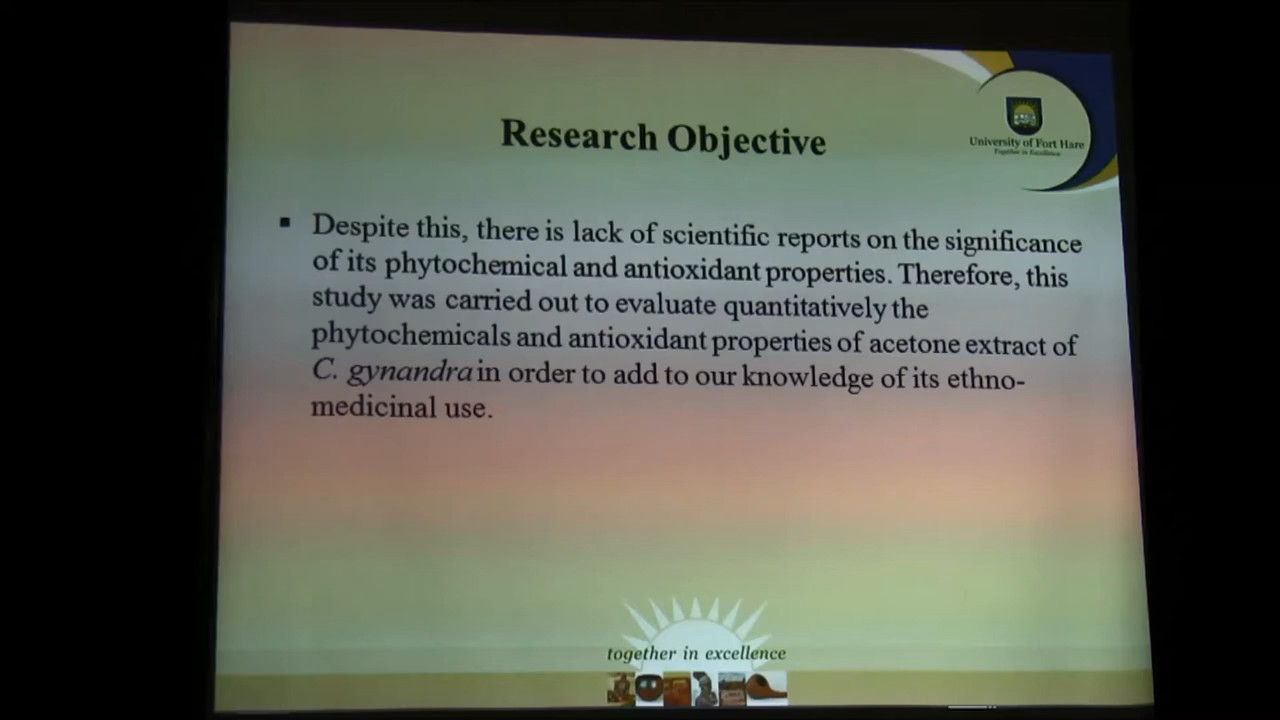 Research Objective
University of Fort Hare
Together in Excellence
▪ Despite this, there is lack of scientific reports on the significance
of its phytochemical and antioxidant properties. Therefore, this
study was carried out to evaluate quantitatively the
phytochemicals and antioxidant properties of acetone extract of
C. gynandra in order to add to our knowledge of its ethno-
medicinal use.
together in excellence